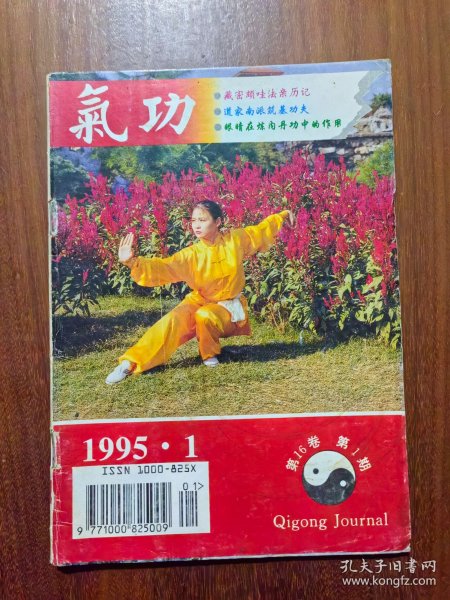 氣功
●藏密颇哇法亲历记
●道家南派筑基功夫
●眼睛在炼内丹功中的作用
1995·1
ISSN 1000-825X
01>
9 771000 825009
第16卷 第1期
Qigong Journal
孔夫子旧书网
www.kongfz.com